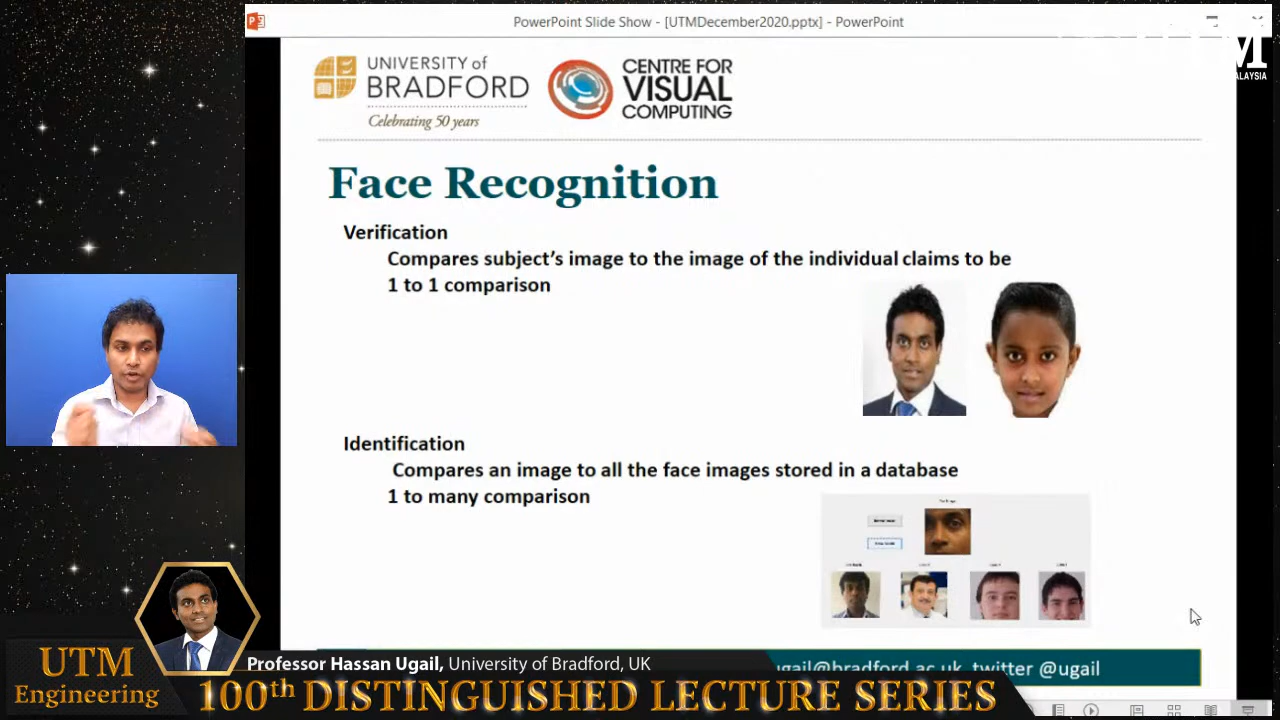 PowerPoint Slide Show - [UTMDecember2020.pptx] - PowerPoint
UNIVERSITY of
BRADFORD
Celebrating 50 years
CENTRE FOR
VISUAL
COMPUTING
Face Recognition
Verification
Compares subject's image to the image of the individual claims to be
1 to 1 comparison
Identification
Compares an image to all the face images stored in a database
1 to many comparison
ugail@bradford.ac.uk, twitter @ugail
Professor Hassan Ugail, University of Bradford, UK
UTM
Engineering
100th DISTINGUISHED LECTURE SERIES